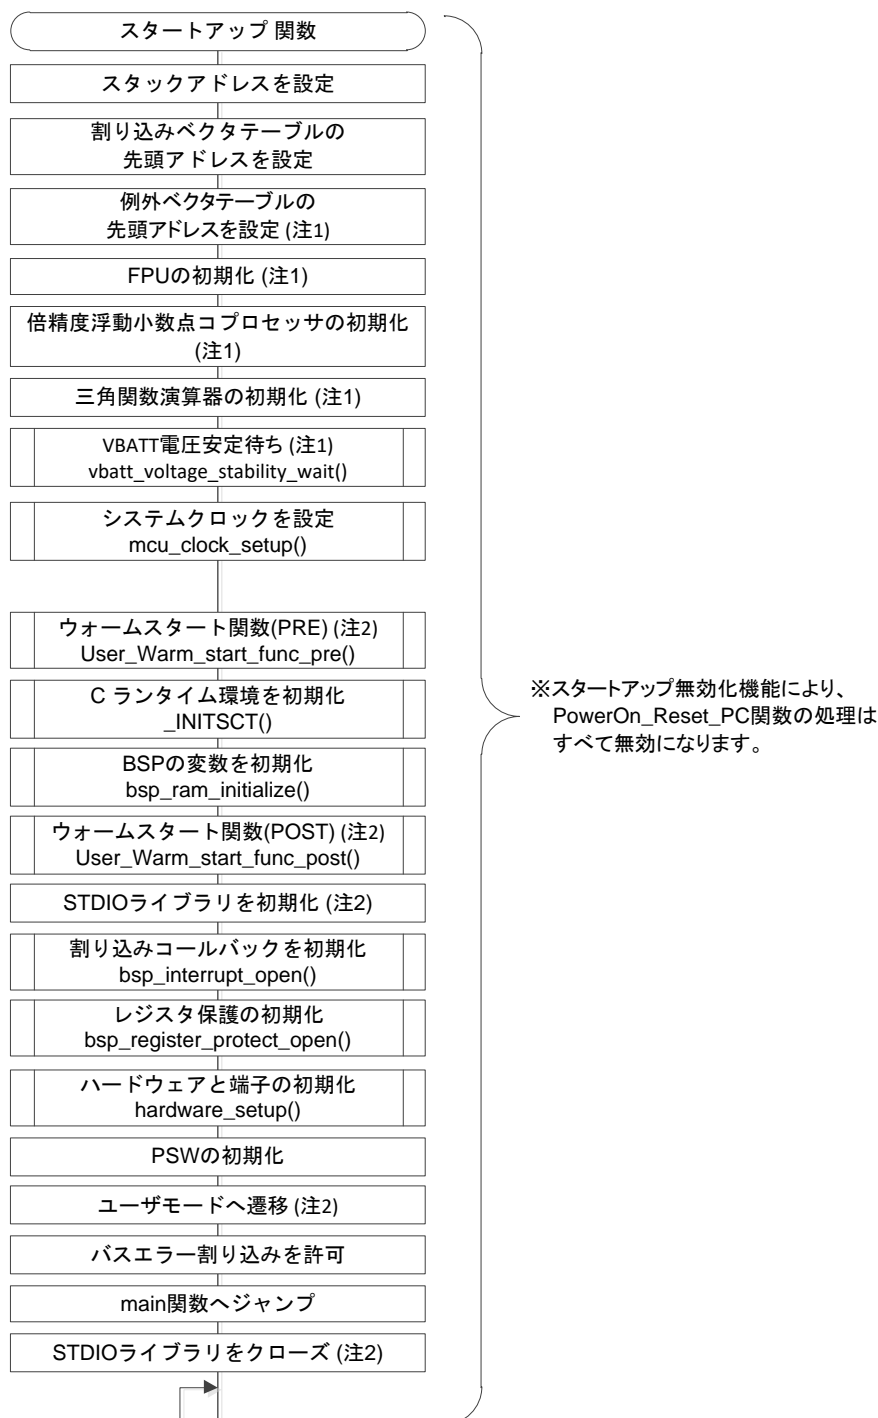 スタートアップ 関数
スタックアドレスを設定
割り込みベクタテーブルの
先頭アドレスを設定
例外ベクタテーブルの
先頭アドレスを設定 (注1)
FPUの初期化 (注1)
倍精度浮動小数点コプロセッサの初期化
(注1)
三角関数演算器の初期化 (注1)
VBATT電圧安定待ち (注1)
vbatt_voltage_stability_wait()
システムクロックを設定
mcu_clock_setup()
ウォームスタート関数(PRE) (注2)
User_Warm_start_func_pre()
C ランタイム環境を初期化
_INITSCT()
BSPの変数を初期化
bsp_ram_initialize()
ウォームスタート関数(POST) (注2)
User_Warm_start_func_post()
STDIOライブラリを初期化 (注2)
割り込みコールバックを初期化
bsp_interrupt_open()
レジスタ保護の初期化
bsp_register_protect_open()
ハードウェアと端子の初期化
hardware_setup()
PSWの初期化
ユーザモードへ遷移 (注2)
バスエラー割り込みを許可
main関数へジャンプ
STDIOライブラリをクローズ (注2)
※スタートアップ無効化機能により、
PowerOn_Reset_PC関数の処理は
すべて無効になります。